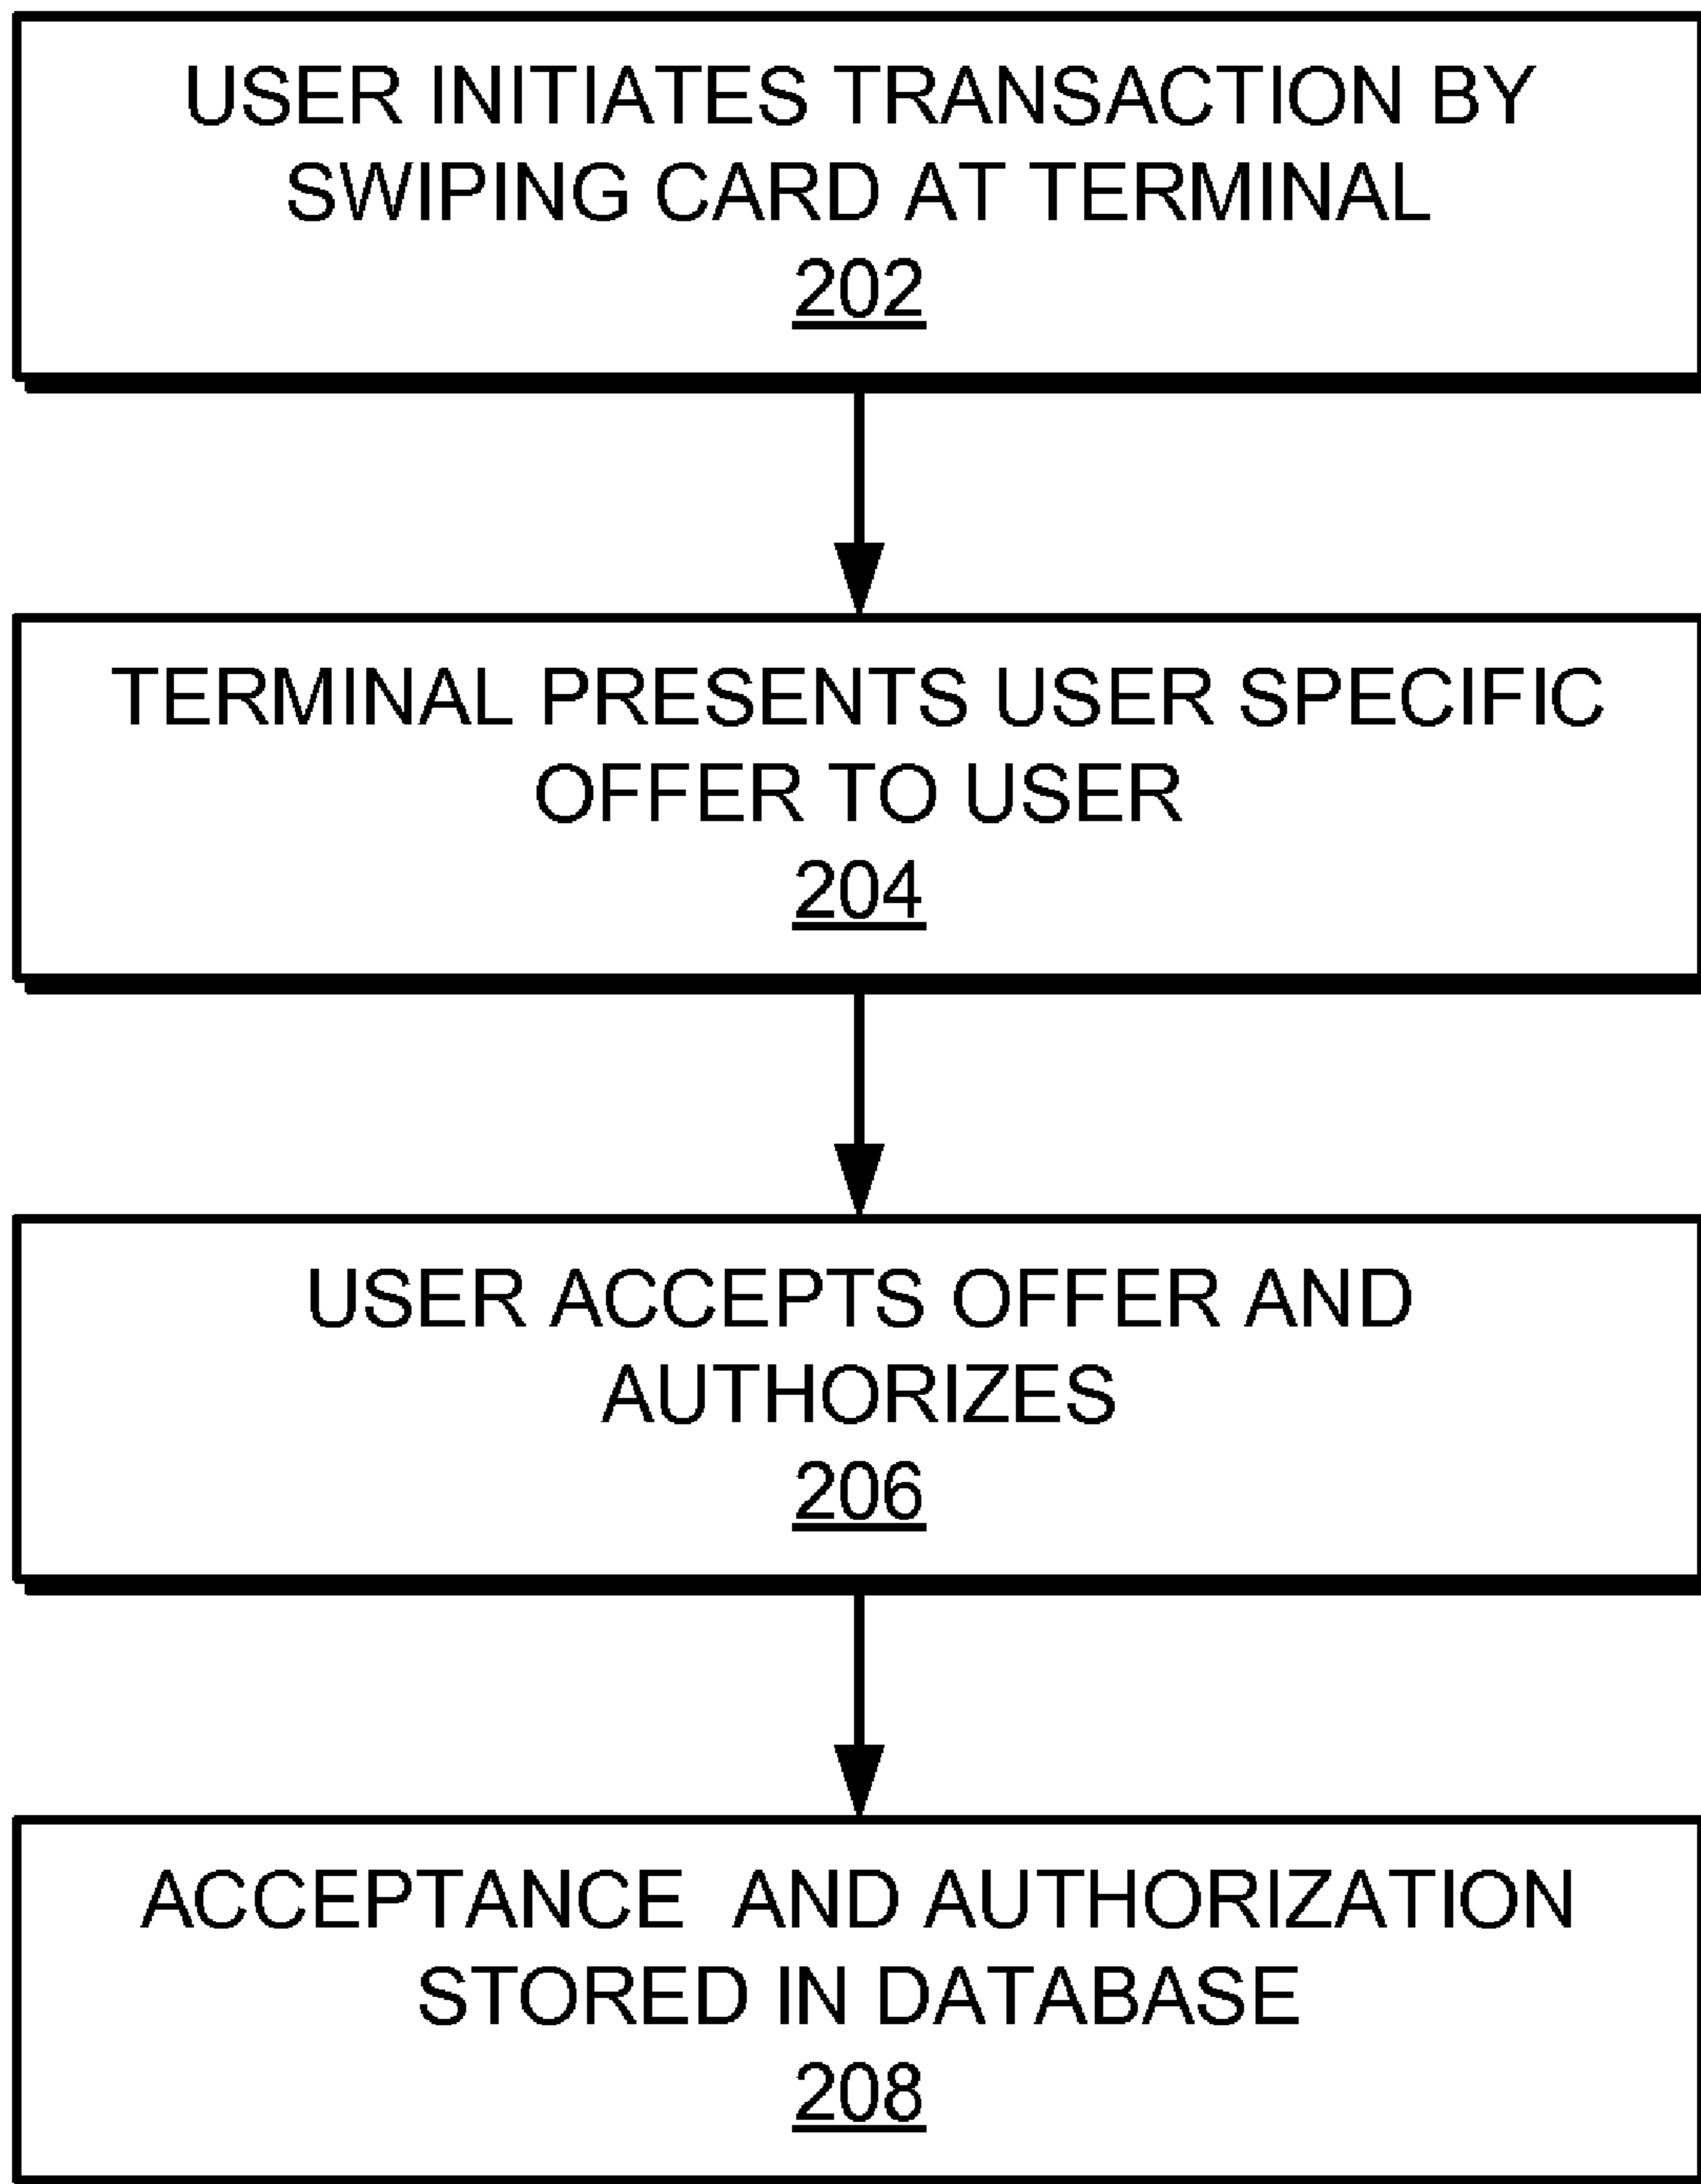 USER INITIATES TRANSACTION BY
SWIPING CARD AT TERMINAL
202
TERMINAL PRESENTS USER SPECIFIC
OFFER TO USER
204
USER ACCEPTS OFFER AND
AUTHORIZES
206
ACCEPTANCE AND AUTHORIZATION
STORED IN DATABASE
208